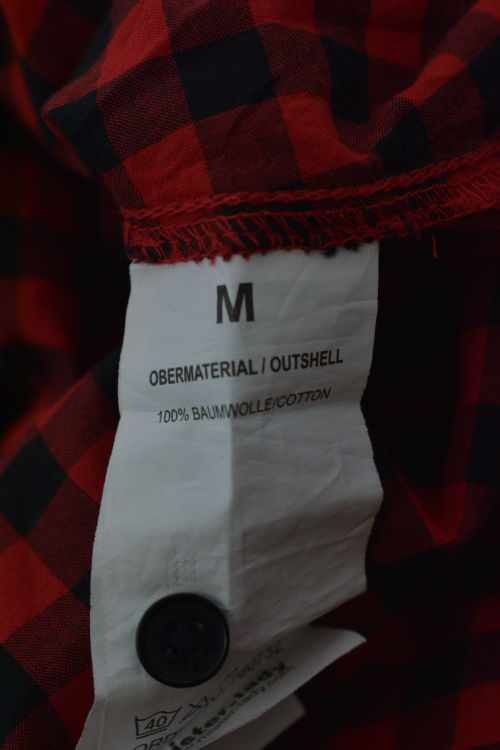 M
OBERMATERIAL / OUTSHELL
100% BAUMWOLLE/COTTON
40